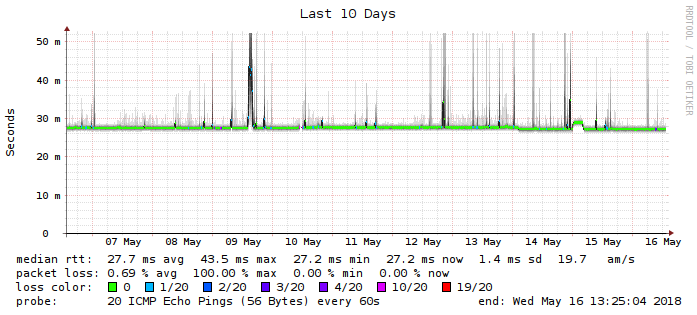 Last 10 Days
RRDTOOL / TOBI OETIKER
Seconds
50 m
40 m
30 m
20 m
10 m
0
07 May 08 May 09 May 10 May 11 May 12 May 13 May 14 May 15 May 16 May
median rtt: 27.7 ms avg 43.5 ms max 27.2 ms min 27.2 ms now 1.4 ms sd 19.7 am/s
packet loss: 0.69 % avg 100.00 % max 0.00 % min 0.00 % now
loss color: 0 1/20 2/20 3/20 4/20 10/20 19/20
probe: 20 ICMP Echo Pings (56 Bytes) every 60s end: Wed May 16 13:25:04 2018